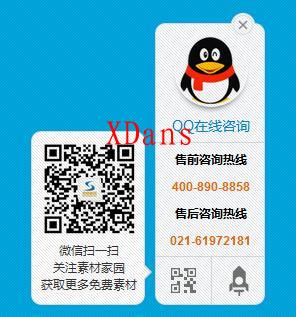 QQ在线咨询
XDans
售前咨询热线
400-890-8858
售后咨询热线
021-61972181
微信扫一扫
关注素材家园
获取更多免费素材